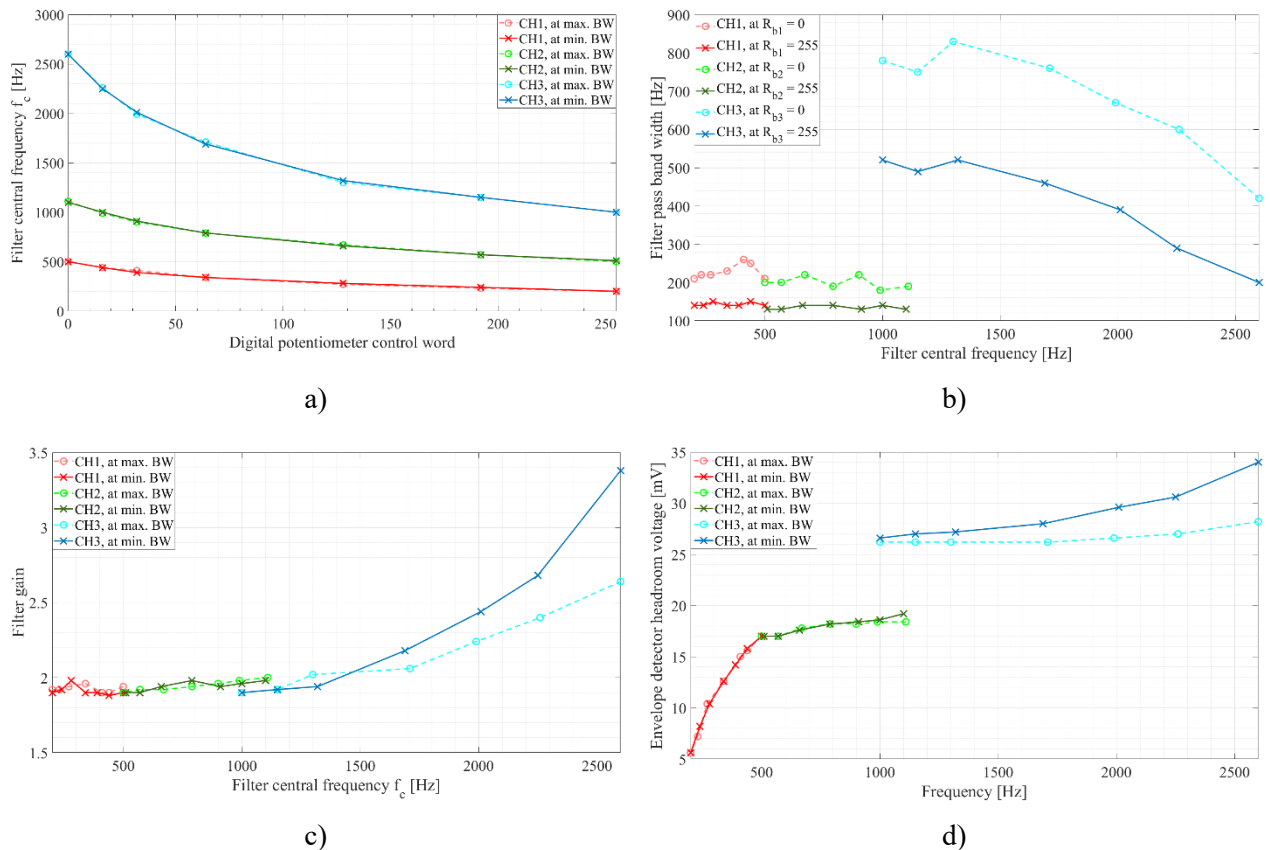 CH1, at max. BW
CH1, at min. BW
CH2, at max. BW
CH2, at min. BW
CH3, at max. BW
CH3, at min. BW
Filter central frequency f_c [Hz]
3000
2500
2000
1500
1000
500
0
0 50 100 150 200 250
Digital potentiometer control word
a)
CH1, at R_b1 = 0
CH1, at R_b1 = 255
CH2, at R_b2 = 0
CH2, at R_b2 = 255
CH3, at R_b3 = 0
CH3, at R_b3 = 255
Filter pass band width [Hz]
900
800
700
600
500
400
300
200
100
500 1000 1500 2000 2500
Filter central frequency [Hz]
b)
CH1, at max. BW
CH1, at min. BW
CH2, at max. BW
CH2, at min. BW
CH3, at max. BW
CH3, at min. BW
Filter gain
3.5
3
2.5
2
1.5
500 1000 1500 2000 2500
Filter central frequency f_c [Hz]
c)
CH1, at max. BW
CH1, at min. BW
CH2, at max. BW
CH2, at min. BW
CH3, at max. BW
CH3, at min. BW
Envelope detector headroom voltage [mV]
35
30
25
20
15
10
5
500 1000 1500 2000 2500
Frequency [Hz]
d)